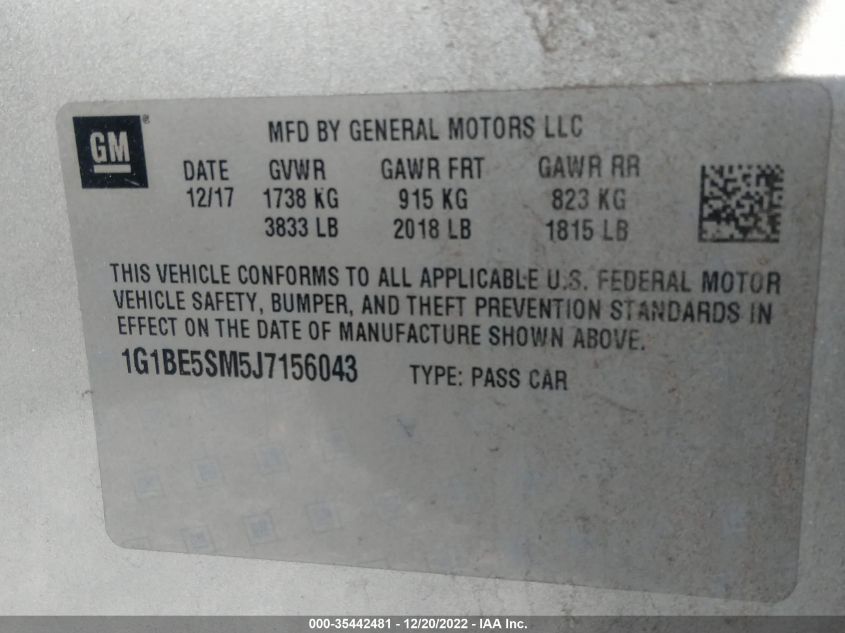 GM ®
MFD BY GENERAL MOTORS LLC
DATE GVWR GAWR FRT GAWR RR
12/17 1738 KG 915 KG 823 KG
3833 LB 2018 LB 1815 LB
THIS VEHICLE CONFORMS TO ALL APPLICABLE U.S. FEDERAL MOTOR
VEHICLE SAFETY, BUMPER, AND THEFT PREVENTION STANDARDS IN
EFFECT ON THE DATE OF MANUFACTURE SHOWN ABOVE.
1G1BE5SM5J7156043 TYPE: PASS CAR
000-35442481 - 12/20/2022 - IAA Inc.